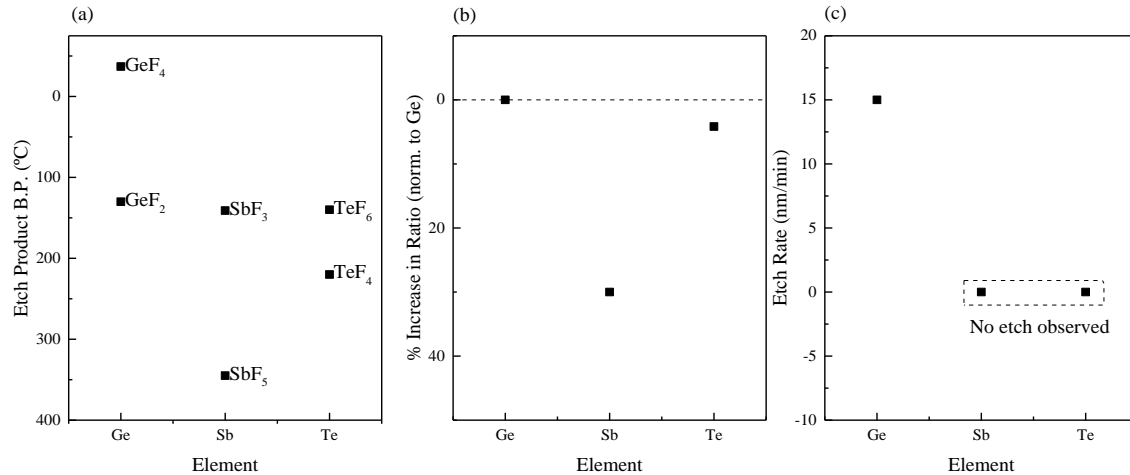 (a)
Etch Product B.P. (ºC)
0
100
200
300
400
GeF₄
GeF₂
SbF₃
SbF₅
TeF₆
TeF₄
Ge
Sb
Te
Element
(b)
% Increase in Ratio (norm. to Ge)
0
20
40
Ge
Sb
Te
Element
(c)
Etch Rate (nm/min)
20
15
10
5
0
-5
-10
No etch observed
Ge
Sb
Te
Element